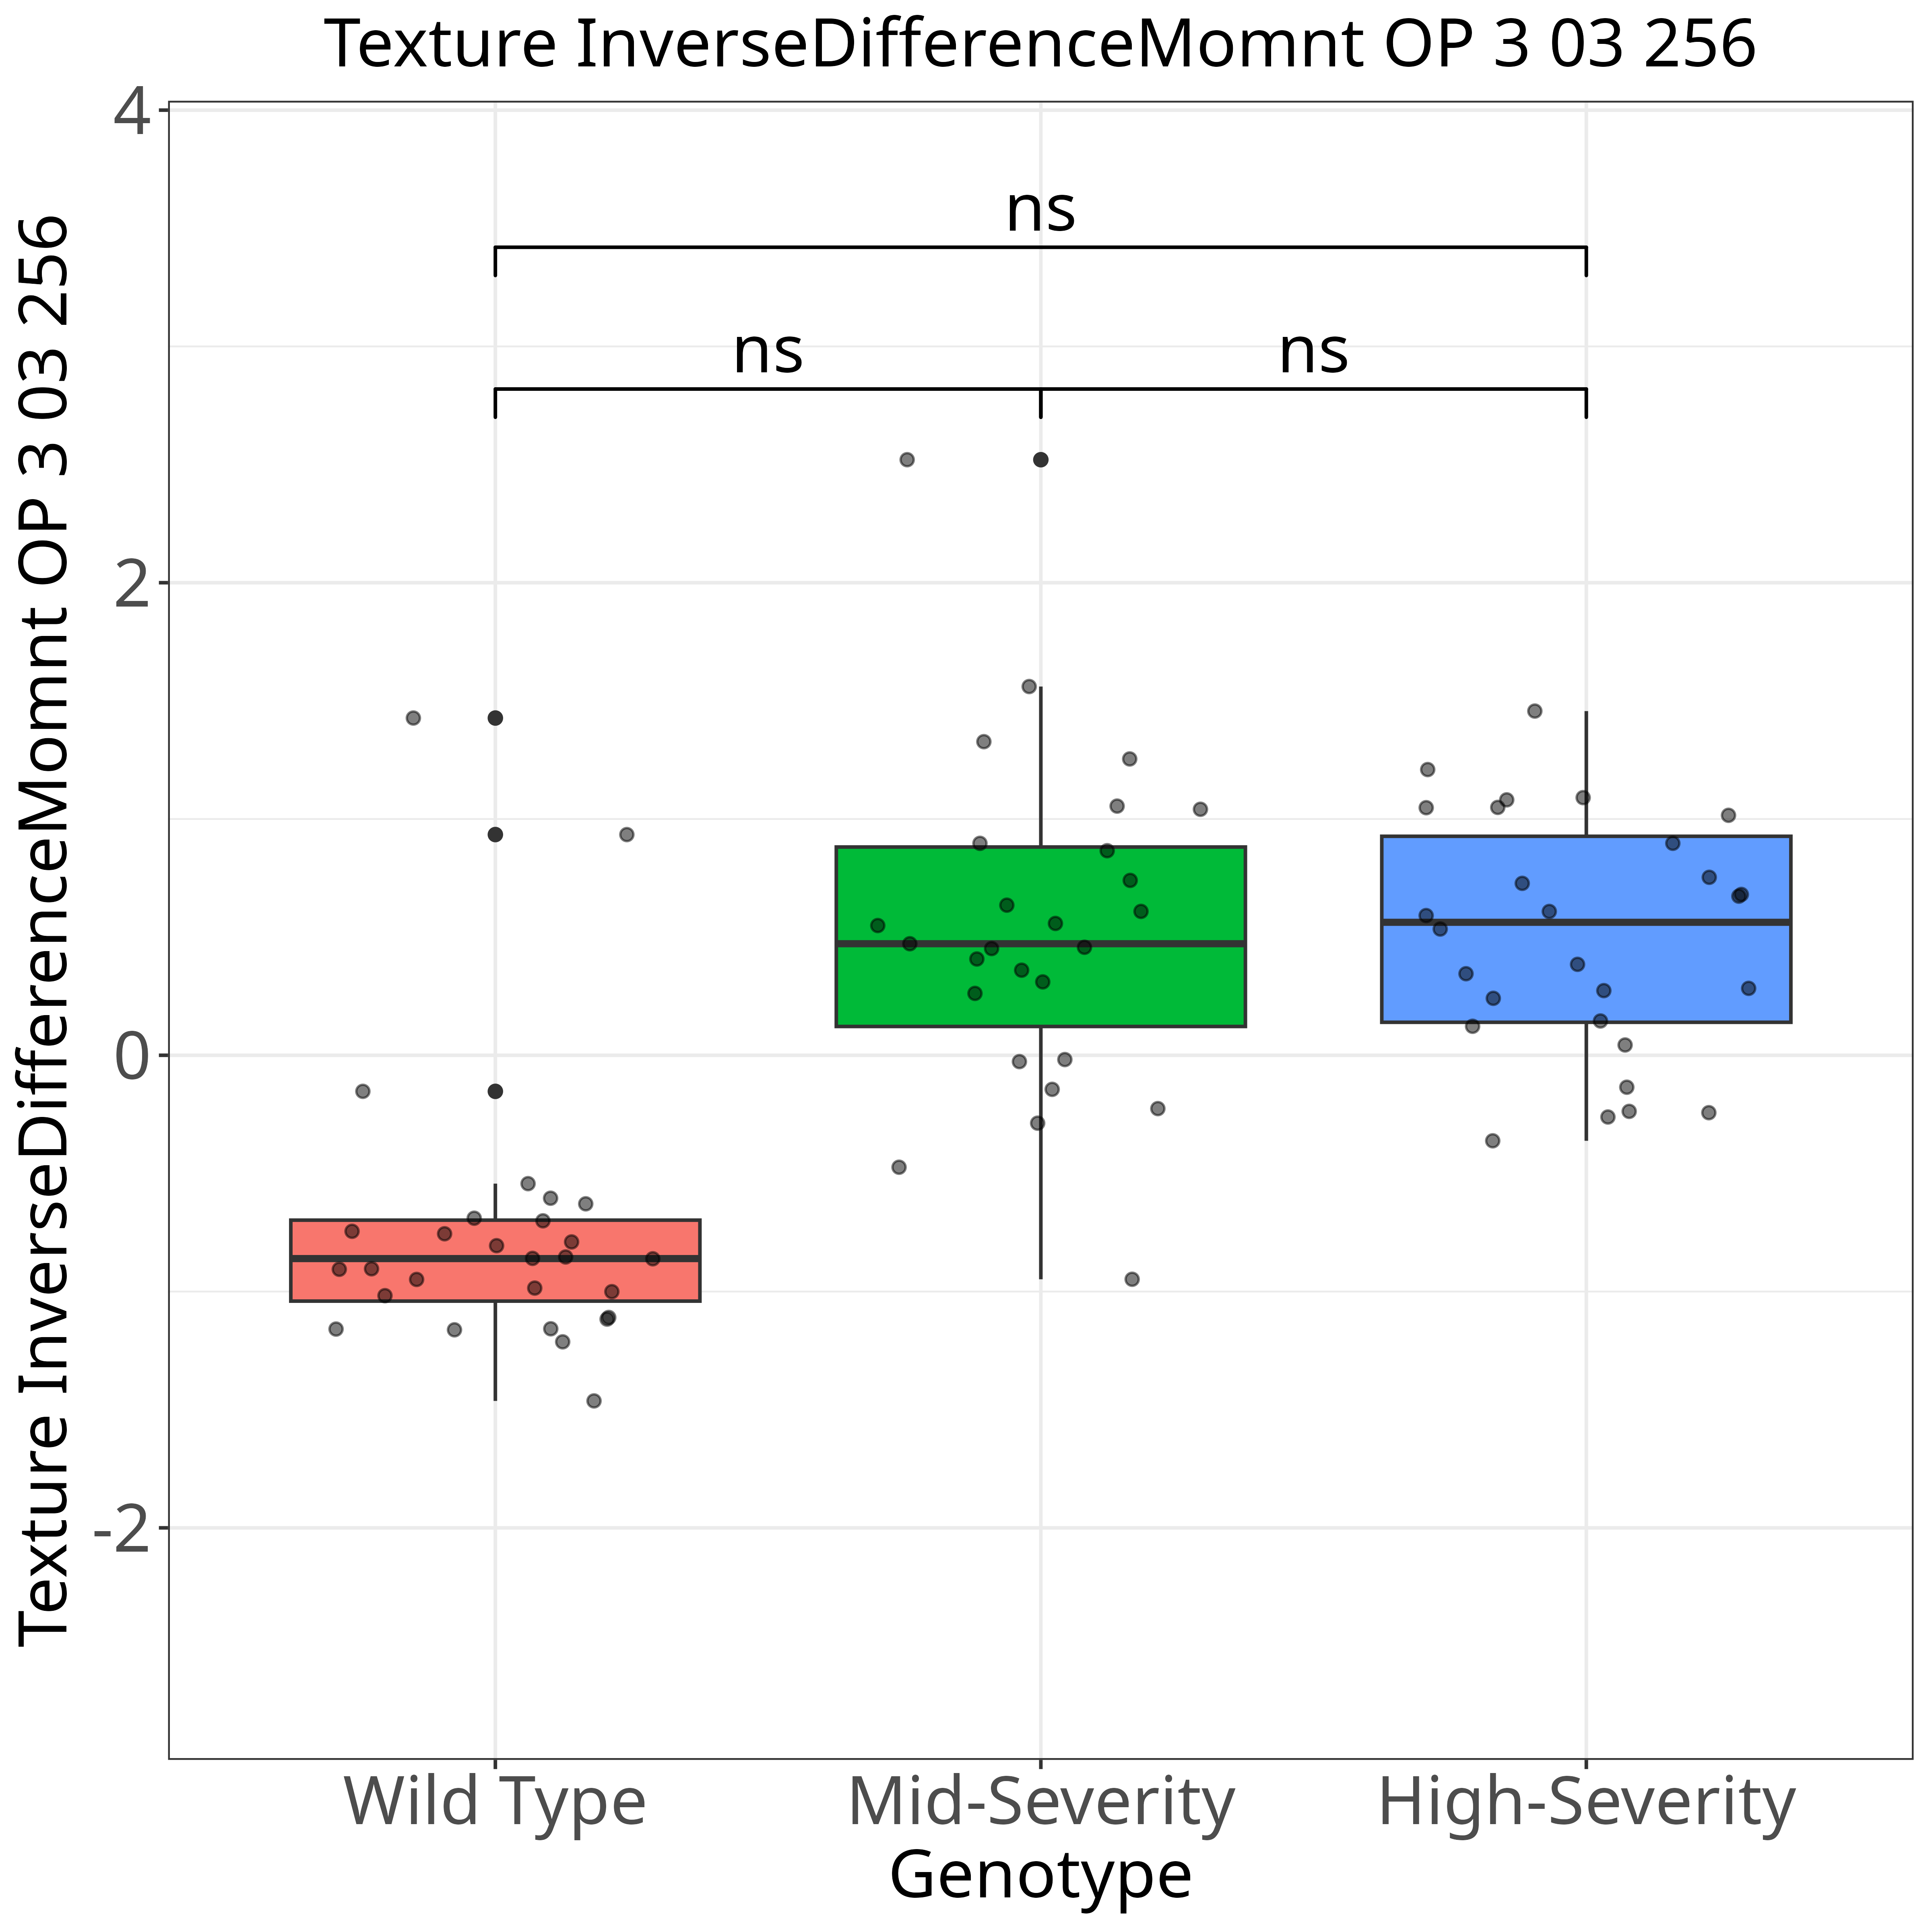 Texture InverseDifferenceMomnt OP 3 03 256
Texture InverseDifferenceMomnt OP 3 03 256
4
2
0
-2
ns
ns ns
Wild Type Mid-Severity High-Severity
Genotype